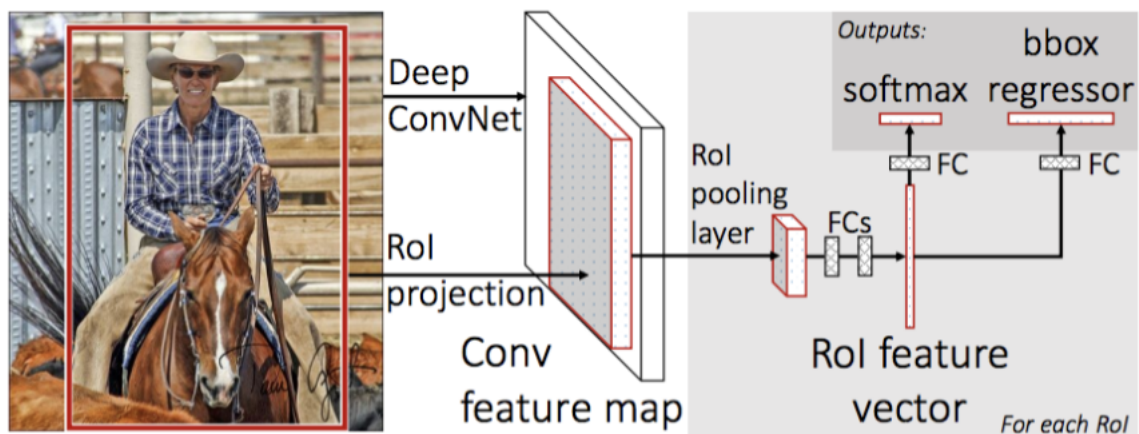 Deep
ConvNet
RoI
projection
Conv
feature map
RoI
pooling
layer
FCs
RoI feature
vector
For each RoI
Outputs:
softmax
bbox
regressor
FC
FC